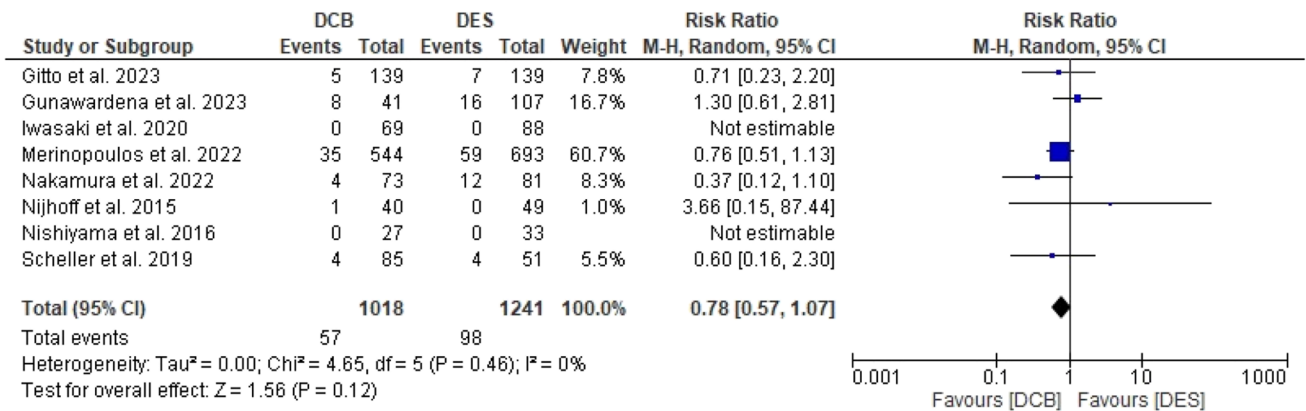 DCB DES Risk Ratio Risk Ratio
Study or Subgroup Events Total Events Total Weight M-H, Random, 95% CI M-H, Random, 95% CI
Gitto et al. 2023 5 139 7 139 7.8% 0.71 [0.23, 2.20]
Gunawardena et al. 2023 8 41 16 107 16.7% 1.30 [0.61, 2.81]
Iwasaki et al. 2020 0 69 0 88 Not estimable
Merinopoulos et al. 2022 35 544 59 693 60.7% 0.76 [0.51, 1.13]
Nakamura et al. 2022 4 73 12 81 8.3% 0.37 [0.12, 1.10]
Nijhoff et al. 2015 1 40 0 49 1.0% 3.66 [0.15, 87.44]
Nishiyama et al. 2016 0 27 0 33 Not estimable
Scheller et al. 2019 4 85 4 51 5.5% 0.60 [0.16, 2.30]
Total (95% CI) 1018 1241 100.0% 0.78 [0.57, 1.07]
Total events 57 98
Heterogeneity: Tau² = 0.00; Chi² = 4.65, df = 5 (P = 0.46); I² = 0%
Test for overall effect: Z = 1.56 (P = 0.12)
0.001 0.1 1 10 1000
Favours [DCB] Favours [DES]